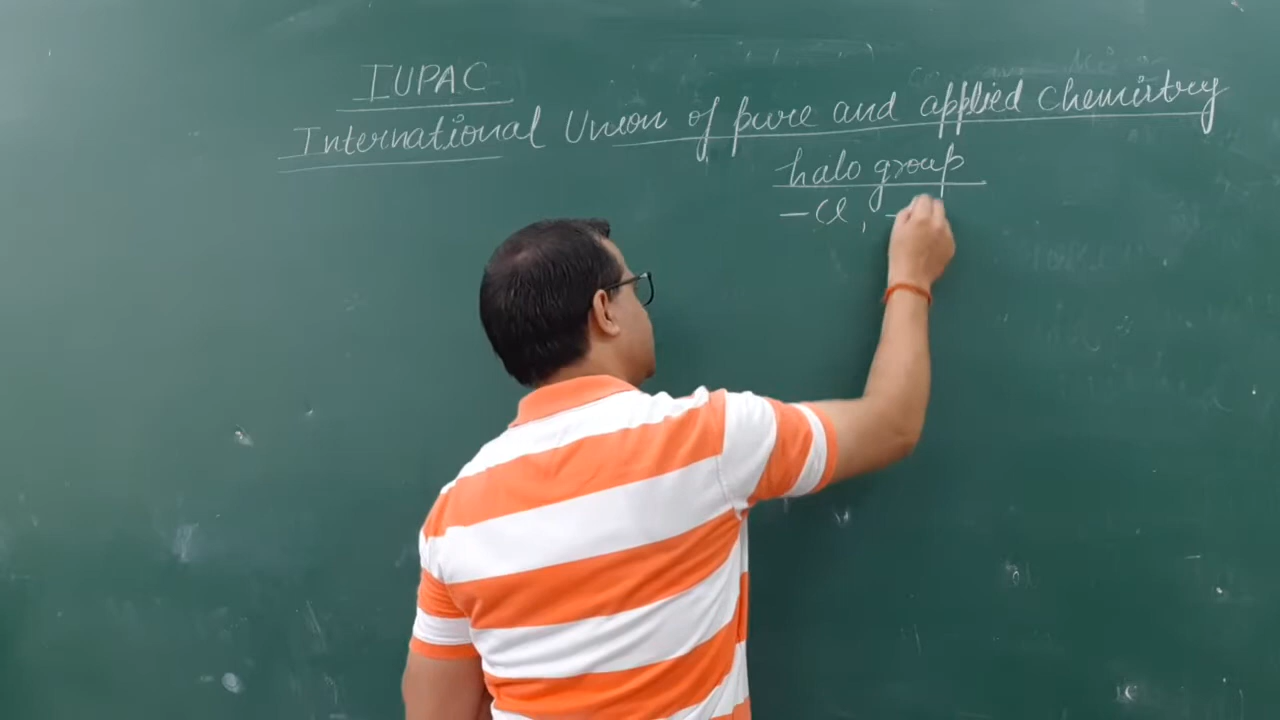 IUPAC
International Union of pure and applied chemistry
halo group
—Cl, —